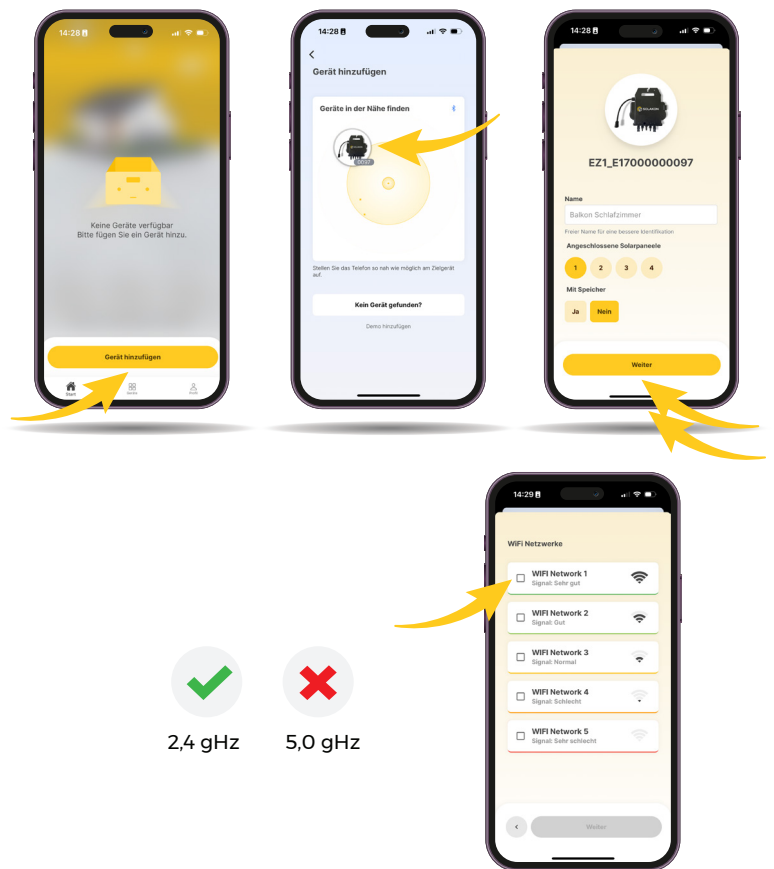 14:28
Keine Geräte verfügbar
Bitte fügen Sie ein Gerät hinzu.
Gerät hinzufügen
Start
Profil
14:28
Gerät hinzufügen
Geräte in der Nähe finden
0097
Stellen Sie das Telefon so nah wie möglich am Zielgerät
auf.
Kein Gerät gefunden?
Demo hinzufügen
14:28
SOLAKON
EZ1_E17000000097
Name
Balkon Schlafzimmer
Freier Name für eine bessere Identifikation
Angeschlossene Solarpaneele
1 2 3 4
Mit Speicher
Ja Nein
Weiter
14:29
WiFi Netzwerke
WIFI Network 1
Signal: Sehr gut
WIFI Network 2
Signal: Gut
WIFI Network 3
Signal: Normal
WIFI Network 4
Signal: Schlecht
WIFI Network 5
Signal: Sehr schlecht
Weiter
2,4 gHz
5,0 gHz